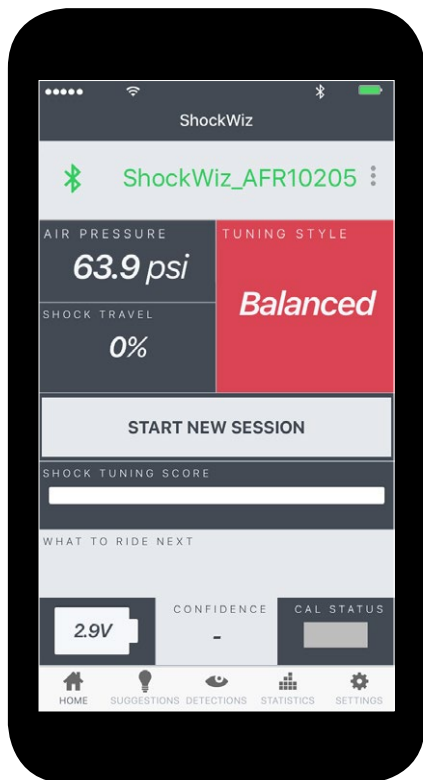 ShockWiz
ShockWiz_AFR10205
AIR PRESSURE
63.9 psi
SHOCK TRAVEL
0%
TUNING STYLE
Balanced
START NEW SESSION
SHOCK TUNING SCORE
WHAT TO RIDE NEXT
2.9V
CONFIDENCE
-
CAL STATUS
HOME
SUGGESTIONS
DETECTIONS
STATISTICS
SETTINGS